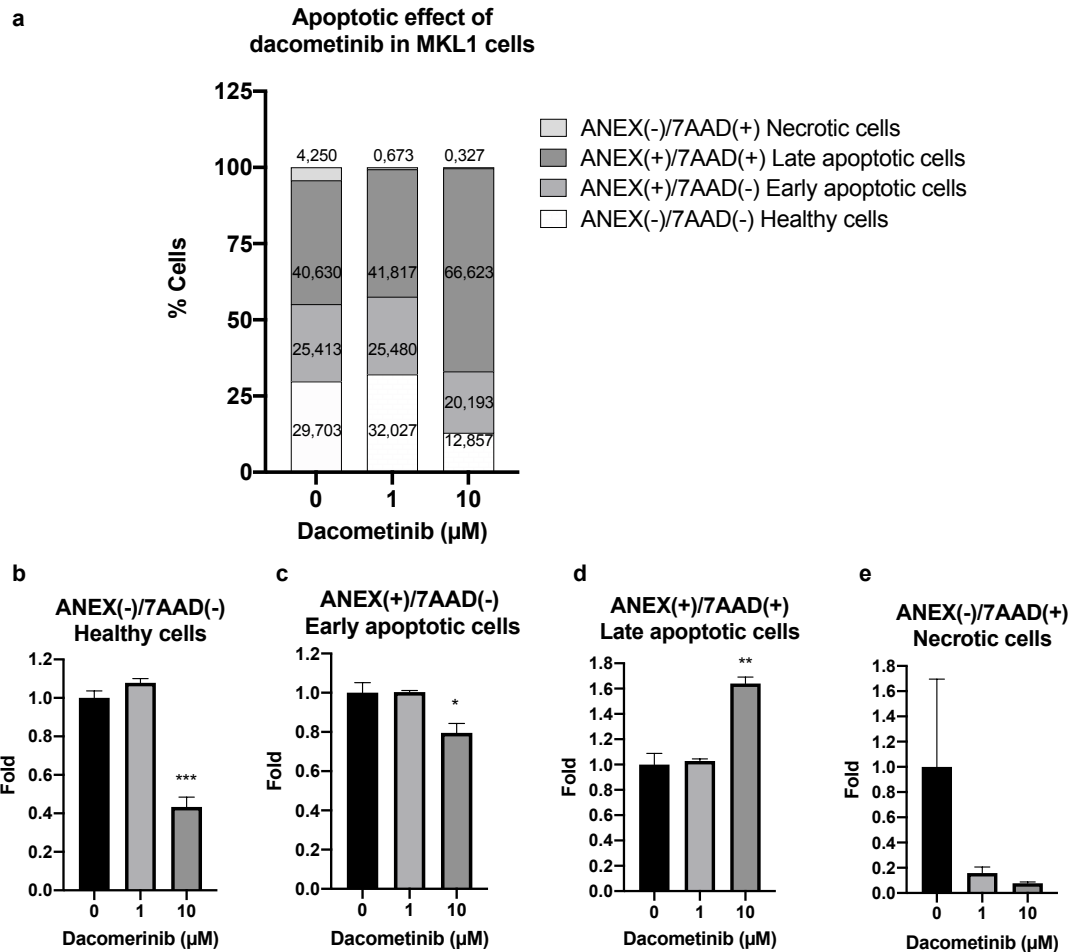 a
Apoptotic effect of
dacometinib in MKL1 cells
125
100
75
50
25
0
% Cells
4,250
0,673
0,327
40,630
41,817
66,623
25,413
25,480
20,193
29,703
32,027
12,857
0
1
10
Dacometinib (µM)
ANEX(-)/7AAD(+) Necrotic cells
ANEX(+)/7AAD(+) Late apoptotic cells
ANEX(+)/7AAD(-) Early apoptotic cells
ANEX(-)/7AAD(-) Healthy cells
b
ANEX(-)/7AAD(-)
Healthy cells
1.2
1.0
0.8
0.6
0.4
0.2
0.0
Fold
***
0
1
10
Dacomerinib (µM)
c
ANEX(+)/7AAD(-)
Early apoptotic cells
1.2
1.0
0.8
0.6
0.4
0.2
0.0
Fold
*
0
1
10
Dacometinib (µM)
d
ANEX(+)/7AAD(+)
Late apoptotic cells
1.8
1.6
1.4
1.2
1.0
0.8
0.6
0.4
0.2
0.0
Fold
**
0
1
10
Dacometinib (µM)
e
ANEX(-)/7AAD(+)
Necrotic cells
1.8
1.6
1.4
1.2
1.0
0.8
0.6
0.4
0.2
0.0
Fold
0
1
10
Dacometinib (µM)